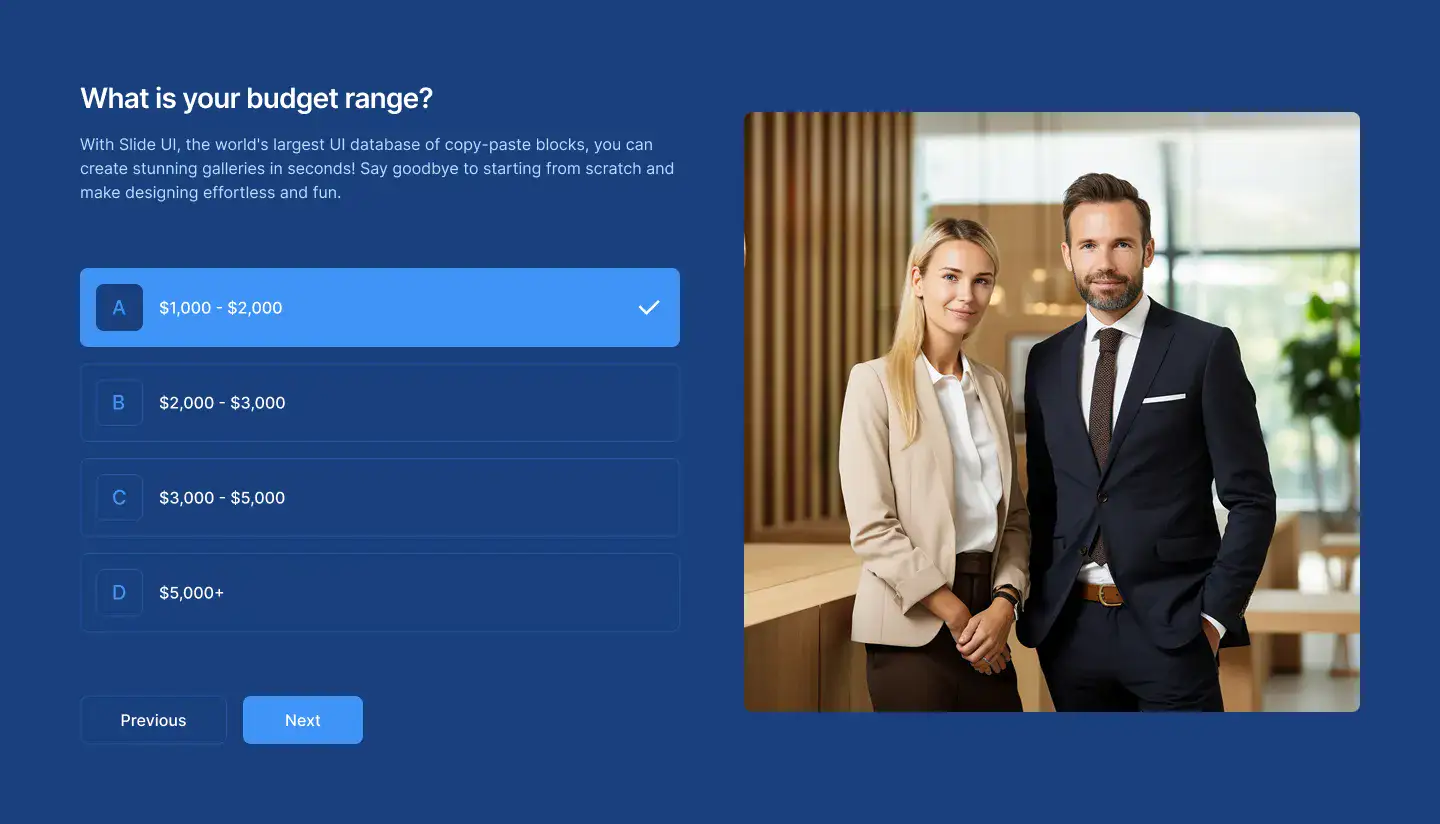 What is your budget range?
With Slide UI, the world's largest UI database of copy-paste blocks, you can
create stunning galleries in seconds! Say goodbye to starting from scratch and
make designing effortless and fun.
A $1,000 - $2,000
B $2,000 - $3,000
C $3,000 - $5,000
D $5,000+
Previous Next